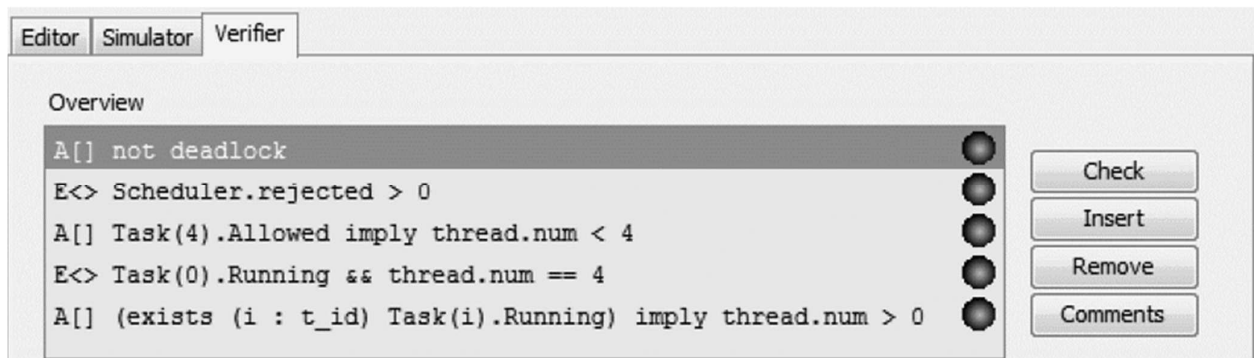 Editor Simulator Verifier
Overview
A[] not deadlock
E<> Scheduler.rejected > 0
A[] Task(4).Allowed imply thread.num < 4
E<> Task(0).Running && thread.num == 4
A[] (exists (i : t_id) Task(i).Running) imply thread.num > 0
Check
Insert
Remove
Comments